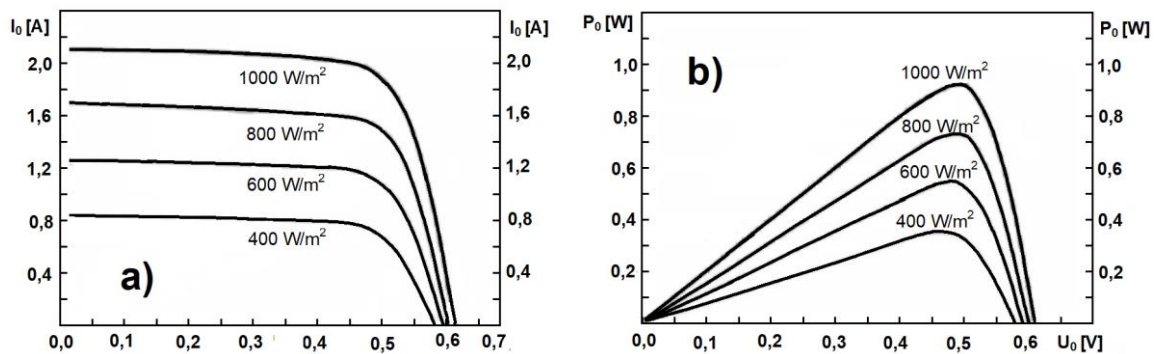 I₀ [A]
I₀ [A]
2,0
1,6
1,2
0,8
0,4
2,0
1,6
1,2
0,8
0,4
1000 W/m²
800 W/m²
600 W/m²
400 W/m²
a)
0,0 0,1 0,2 0,3 0,4 0,5 0,6 0,7
P₀ [W]
P₀ [W]
1,0
0,8
0,6
0,4
0,2
1,0
0,8
0,6
0,4
0,2
b)
1000 W/m²
800 W/m²
600 W/m²
400 W/m²
0,0 0,1 0,2 0,3 0,4 0,5 0,6 U₀ [V]